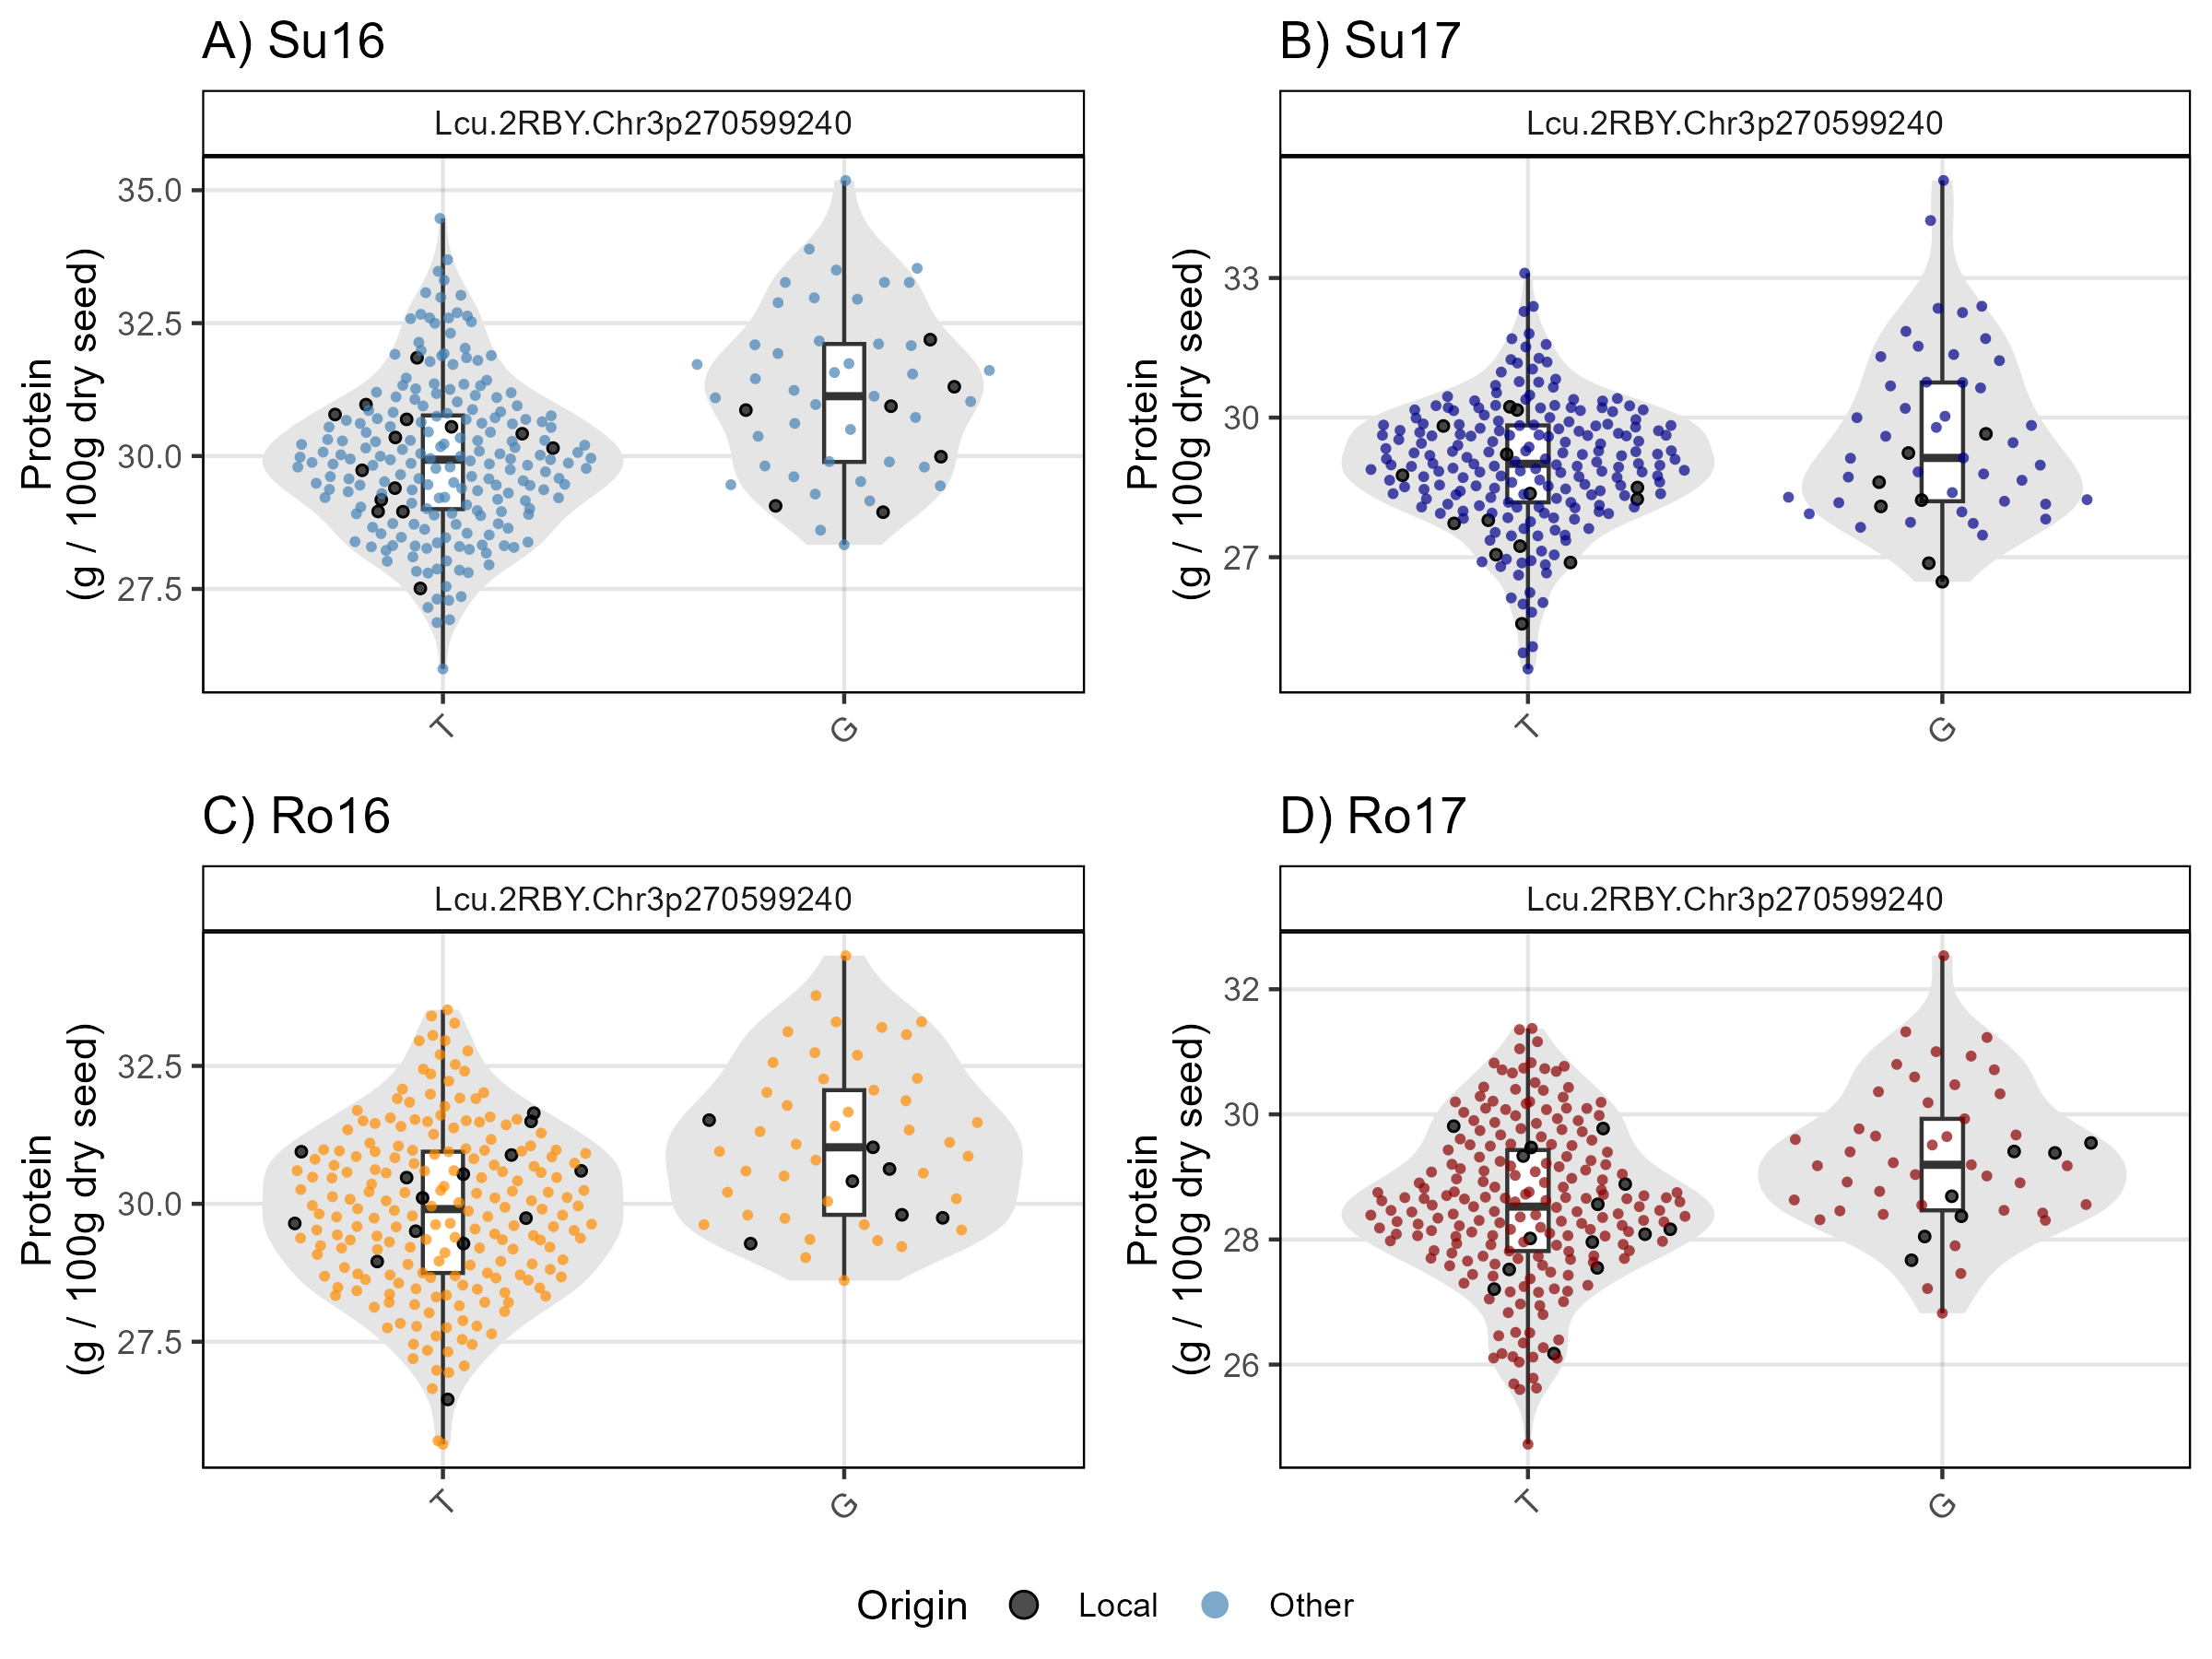 A) Su16
Lcu.2RBY.Chr3p270599240
Protein
(g / 100g dry seed)
35.0
32.5
30.0
27.5
T
G
B) Su17
Lcu.2RBY.Chr3p270599240
Protein
(g / 100g dry seed)
33
30
27
T
G
C) Ro16
Lcu.2RBY.Chr3p270599240
Protein
(g / 100g dry seed)
32.5
30.0
27.5
T
G
D) Ro17
Lcu.2RBY.Chr3p270599240
Protein
(g / 100g dry seed)
32
30
28
26
T
G
Origin Local Other